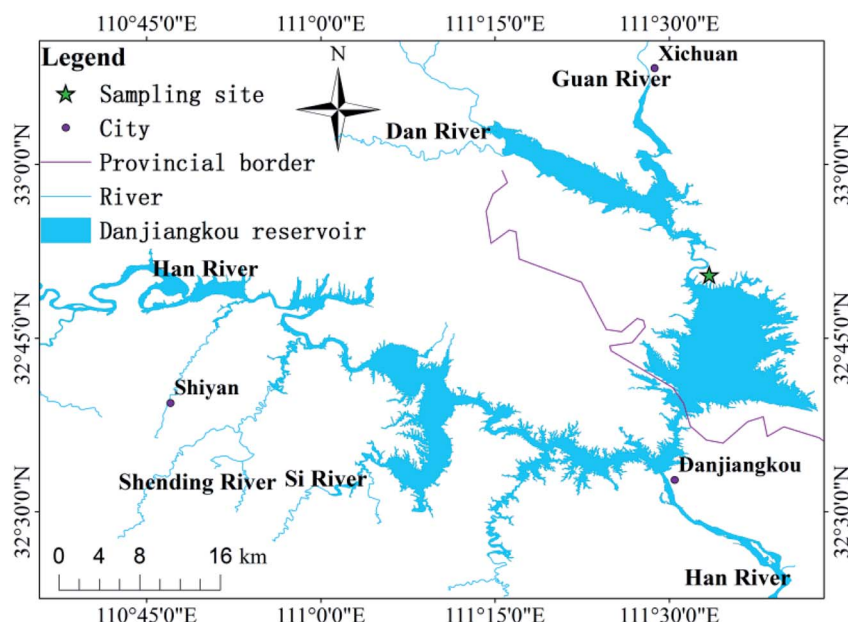 110°45'0"E 111°0'0"E 111°15'0"E 111°30'0"E
Legend
Sampling site
City
Provincial border
River
Danjiangkou reservoir
N
Xichuan
Guan River
Dan River
Han River
Shiyan
Shending River
Si River
Danjiangkou
Han River
0 4 8 16 km
33°0'0"N
32°45'0"N
32°30'0"N
33°0'0"N
32°45'0"N
32°30'0"N
110°45'0"E 111°0'0"E 111°15'0"E 111°30'0"E